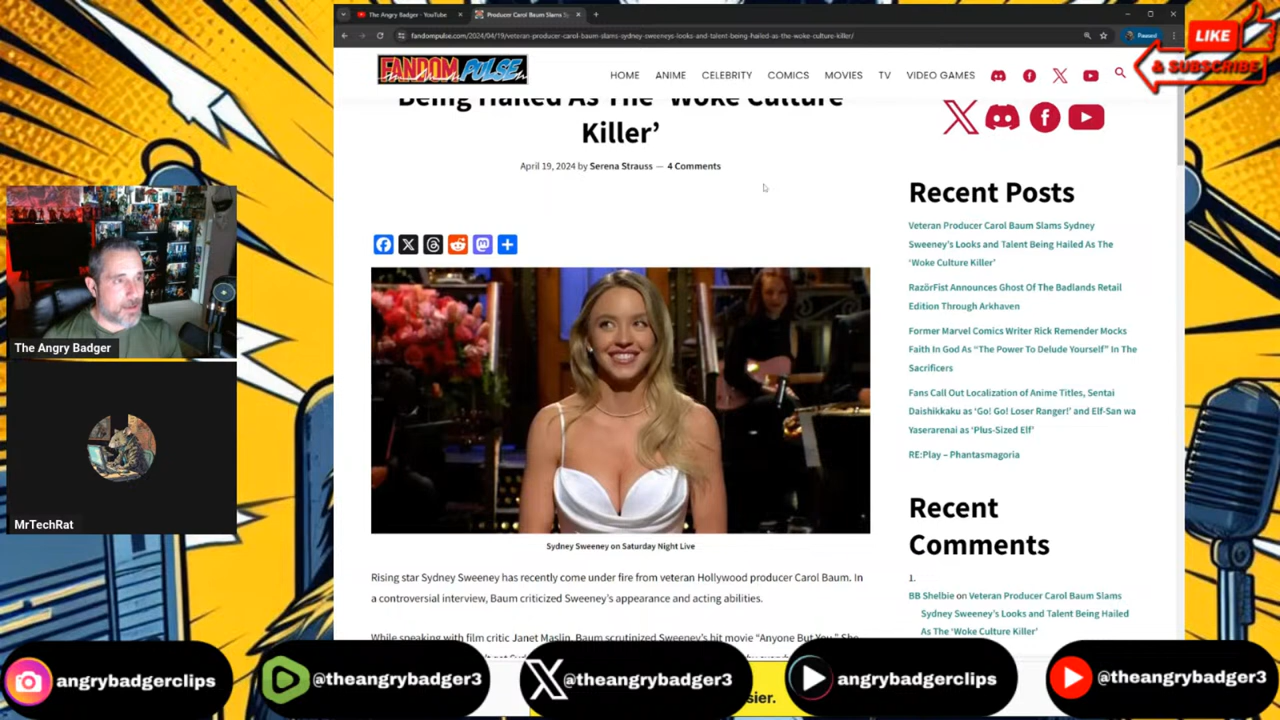 The Angry Badger - YouTube
Producer Carol Baum Slams Sy
fandompulse.com/2024/04/19/veteran-producer-carol-baum-slams-sydney-sweeneys-looks-and-talent-being-hailed-as-the-woke-culture-killer/
Paused
LIKE
& SUBSCRIBE
FANDOM PULSE
HOME
ANIME
CELEBRITY
COMICS
MOVIES
TV
VIDEO GAMES
Being Hailed As The ‘Woke Culture
Killer’
April 19, 2024 by Serena Strauss — 4 Comments
Sydney Sweeney on Saturday Night Live
Rising star Sydney Sweeney has recently come under fire from veteran Hollywood producer Carol Baum. In
a controversial interview, Baum criticized Sweeney's appearance and acting abilities.
While speaking with film critic Janet Maslin, Baum scrutinized Sweeney's hit movie “Anyone But You.” She
Recent Posts
Veteran Producer Carol Baum Slams Sydney
Sweeney's Looks and Talent Being Hailed As The
‘Woke Culture Killer’
RazörFist Announces Ghost Of The Badlands Retail
Edition Through Arkhaven
Former Marvel Comics Writer Rick Remender Mocks
Faith In God As “The Power To Delude Yourself” In The
Sacrificers
Fans Call Out Localization of Anime Titles, Sentai
Daishikkaku as ‘Go! Go! Loser Ranger!’ and Elf-San wa
Yaserarenai as ‘Plus-Sized Elf’
RE:Play – Phantasmagoria
Recent
Comments
1.
BB Shelbie on Veteran Producer Carol Baum Slams
Sydney Sweeney's Looks and Talent Being Hailed
As The ‘Woke Culture Killer’
The Angry Badger
MrTechRat
sier.
angrybadgerclips
@theangrybadger3
@theangrybadger3
angrybadgerclips
@theangrybadger3